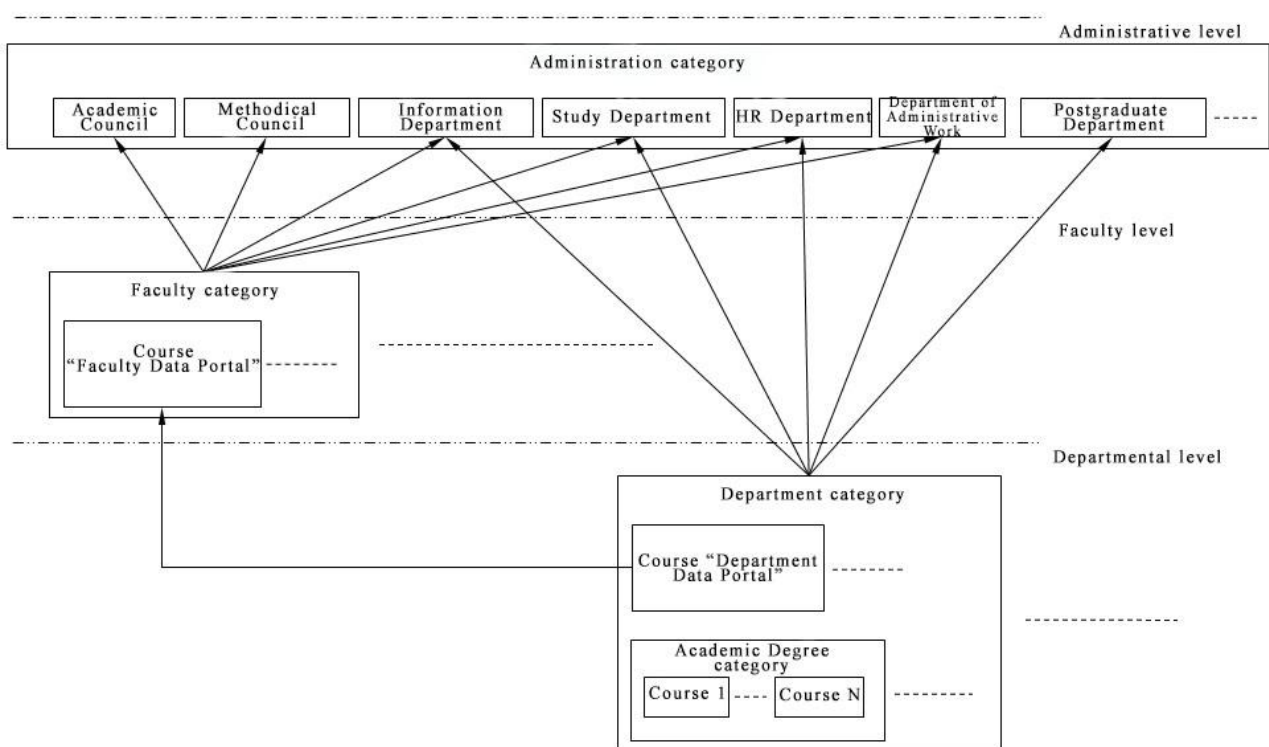 Administrative level
Administration category
Academic
Council
Methodical
Council
Information
Department
Study Department
HR Department
Department of
Administrative
Work
Postgraduate
Department
Faculty level
Faculty category
Course
“Faculty Data Portal”
Departmental level
Department category
Course “Department
Data Portal”
Academic Degree
category
Course 1
Course N